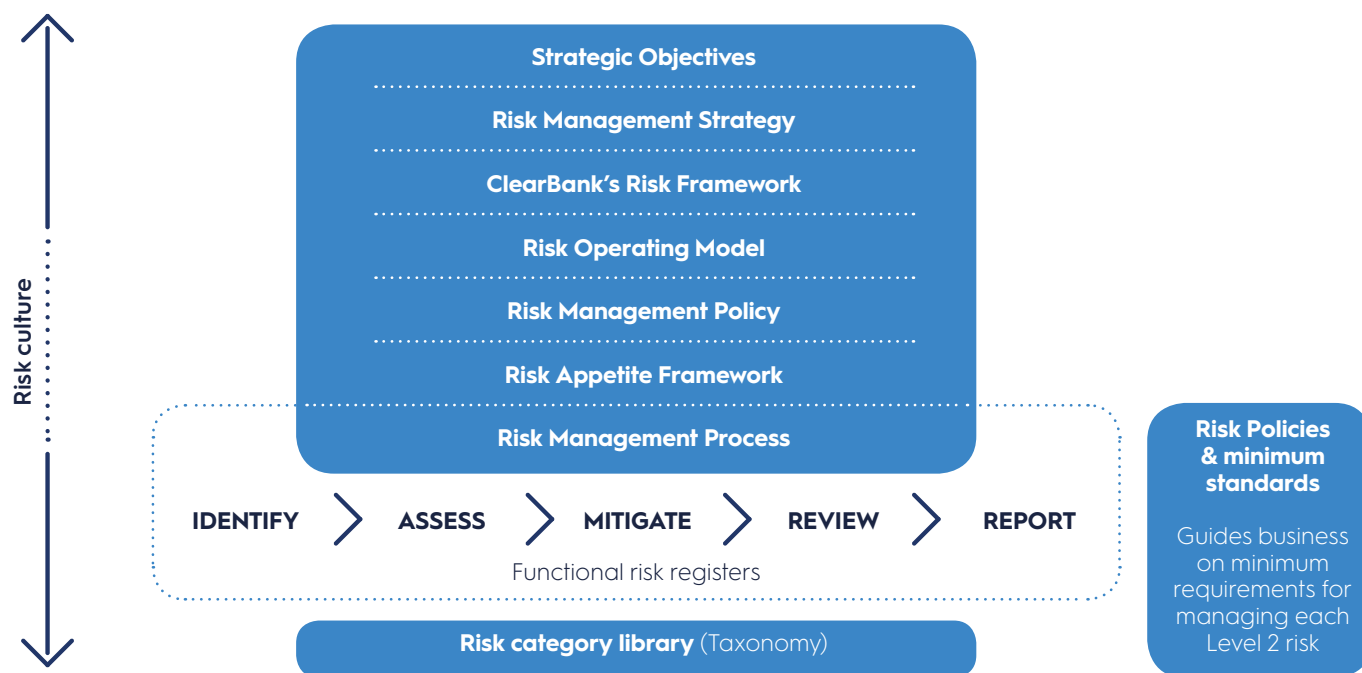 Risk culture
Strategic Objectives
Risk Management Strategy
ClearBank’s Risk Framework
Risk Operating Model
Risk Management Policy
Risk Appetite Framework
Risk Management Process
IDENTIFY
ASSESS
MITIGATE
REVIEW
REPORT
Functional risk registers
Risk category library (Taxonomy)
Risk Policies
& minimum
standards
Guides business
on minimum
requirements for
managing each
Level 2 risk